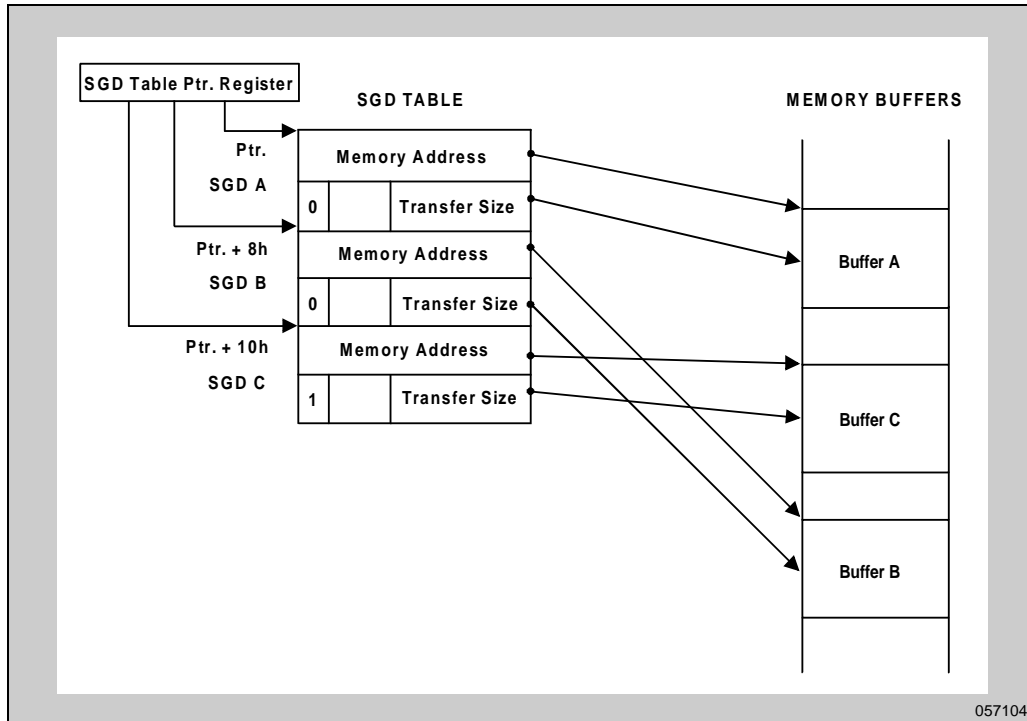 SGD Table Ptr. Register
SGD TABLE
MEMORY BUFFERS
Ptr.
SGD A
Memory Address
0
Transfer Size
Ptr. + 8h
SGD B
Memory Address
0
Transfer Size
Ptr. + 10h
SGD C
Memory Address
1
Transfer Size
Buffer A
Buffer C
Buffer B
057104